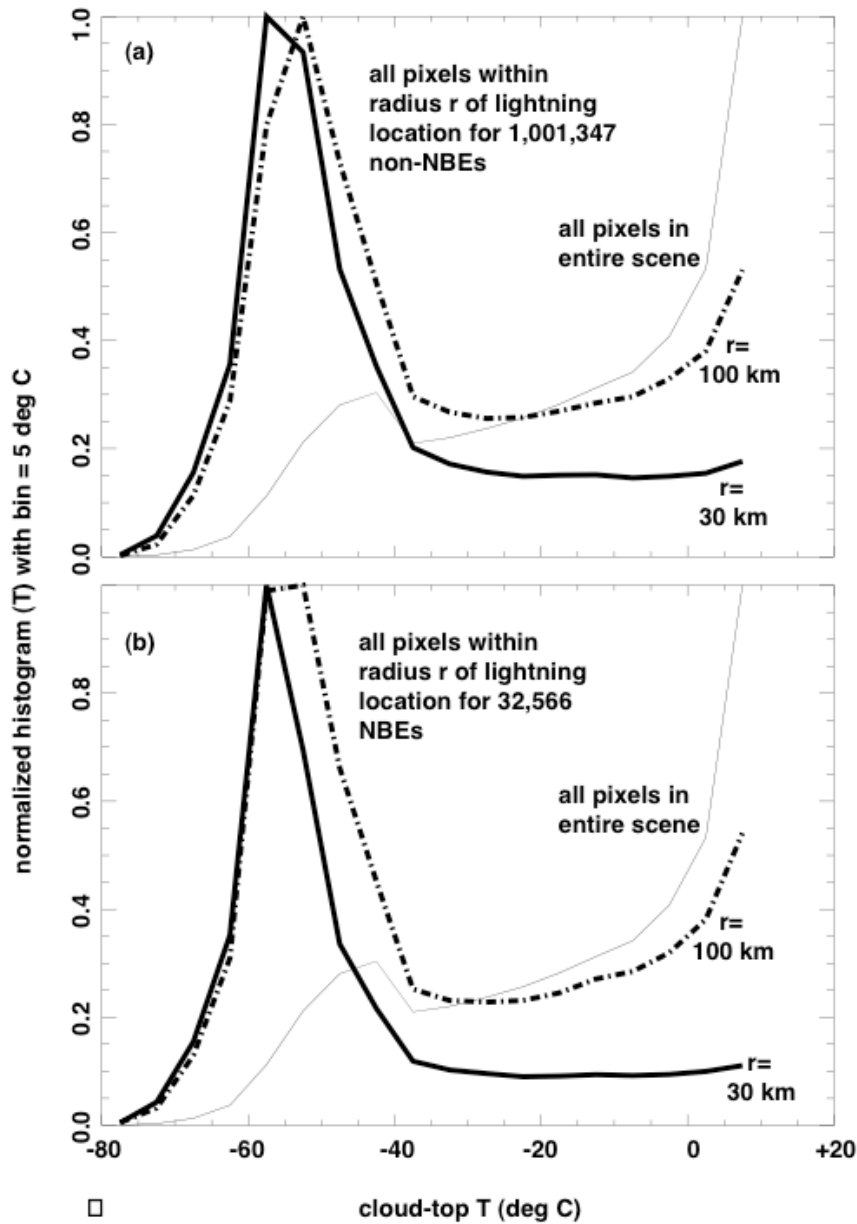 normalized histogram (T) with bin = 5 deg C
1.0
0.8
0.6
0.4
0.2
0.0
(a)
all pixels within
radius r of lightning
location for 1,001,347
non-NBEs
all pixels in
entire scene
r=
100 km
r=
30 km
0.8
0.6
0.4
0.2
0.0
(b)
all pixels within
radius r of lightning
location for 32,566
NBEs
all pixels in
entire scene
r=
100 km
r=
30 km
-80 -60 -40 -20 0 +20
cloud-top T (deg C)